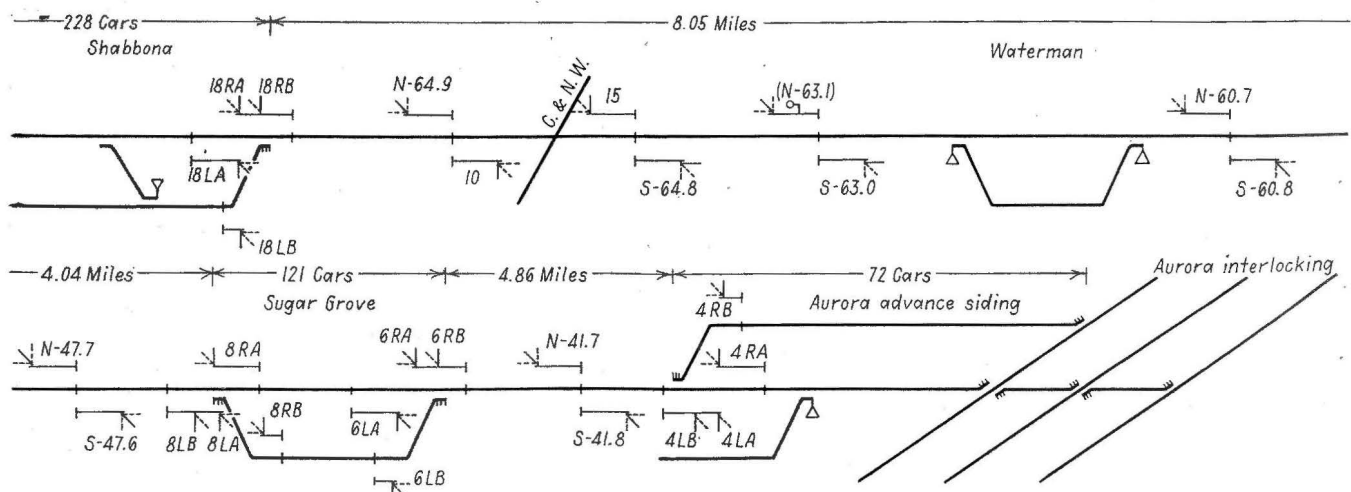 228 Cars 8.05 Miles
Shabbona Waterman
18RA 18RB N-64.9 C. & N.W. 15 (N-63.1) N-60.7
18LA 10 S-64.8 S-63.0 S-60.8
18LB
4.04 Miles 121 Cars 4.86 Miles 72 Cars Aurora interlocking
Sugar Grove 4RB Aurora advance siding
N-47.7 8RA 6RA 6RB N-41.7 4RA
8RB
S-47.6 8LB 8LA 6LA S-41.8 4LB 4LA
6LB